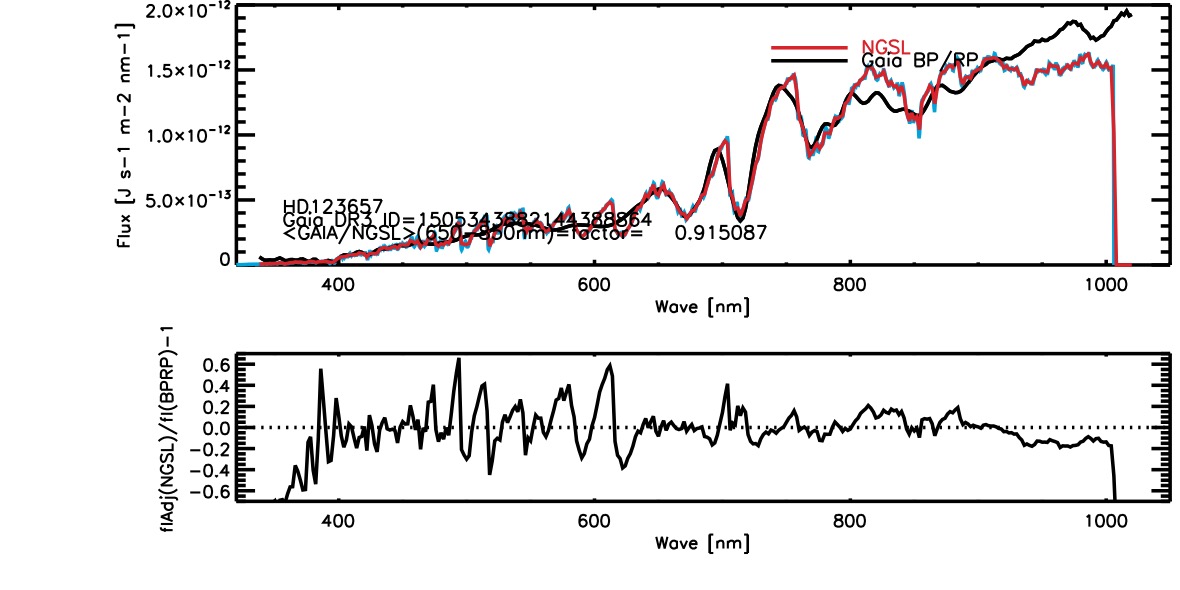 2.0×10−12
1.5×10−12
1.0×10−12
5.0×10−13
0
Flux [J s−1 m−2 nm−1]
NGSL
Gaia BP/RP
HD123657
Gaia DR3 ID=1505343882144388864
<GAIA/NGSL>(650−   nm)=factor= 0.915087
400 600 800 1000
Wave [nm]
flAdj(NGSL)/fl(BPRP)−1
0.6
0.4
0.2
0.0
−0.2
−0.4
−0.6
400 600 800 1000
Wave [nm]